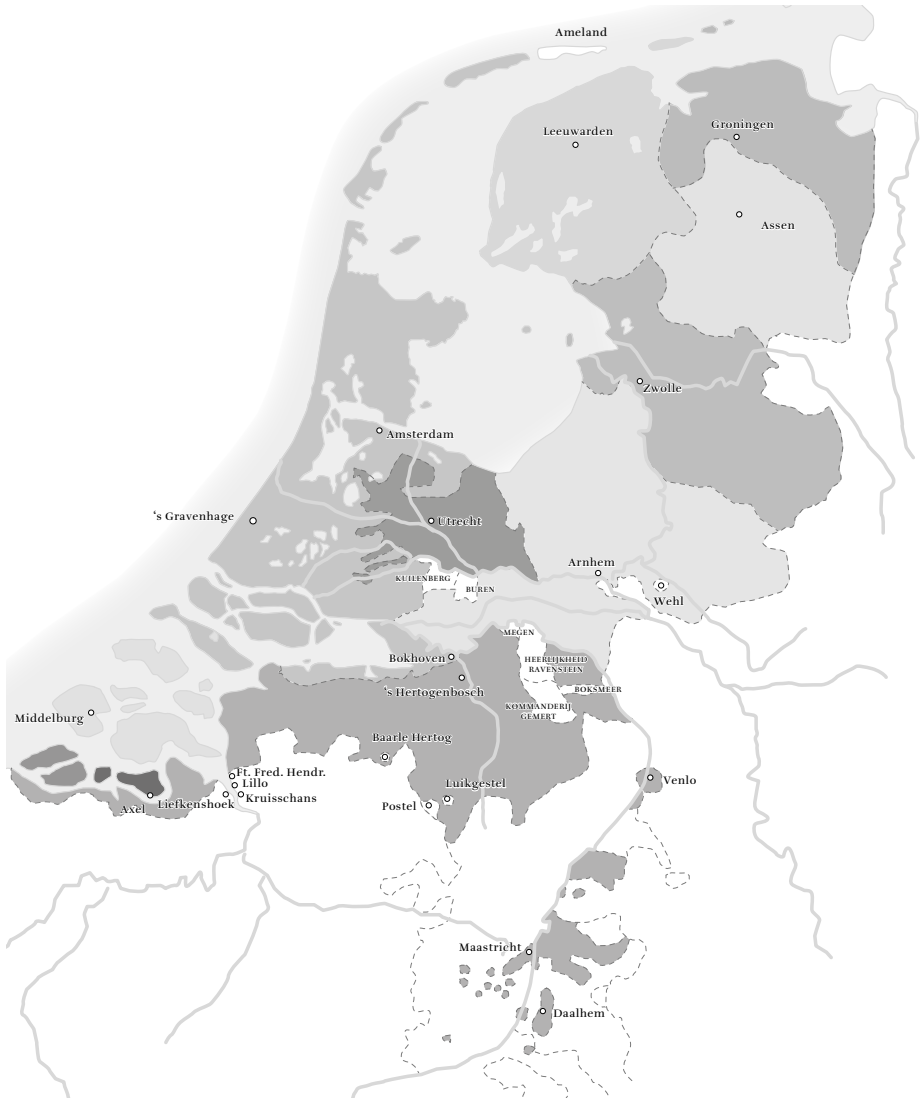 Ameland
Leeuwarden
Groningen
Assen
Zwolle
Amsterdam
's Gravenhage
Utrecht
Arnhem
KUILENBERG
BUREN
Wehl
MEGEN
Bokhoven
HEERLIJKHEID
RAVENSTEIN
's Hertogenbosch
BOKSMEER
KOMMANDERIJ
GEMERT
Middelburg
Baarle Hertog
Ft. Fred. Hendr.
Lillo
Luikgestel
Venlo
Kruisschans
Liefkenshoek
Axel
Postel
Maastricht
Daalhem